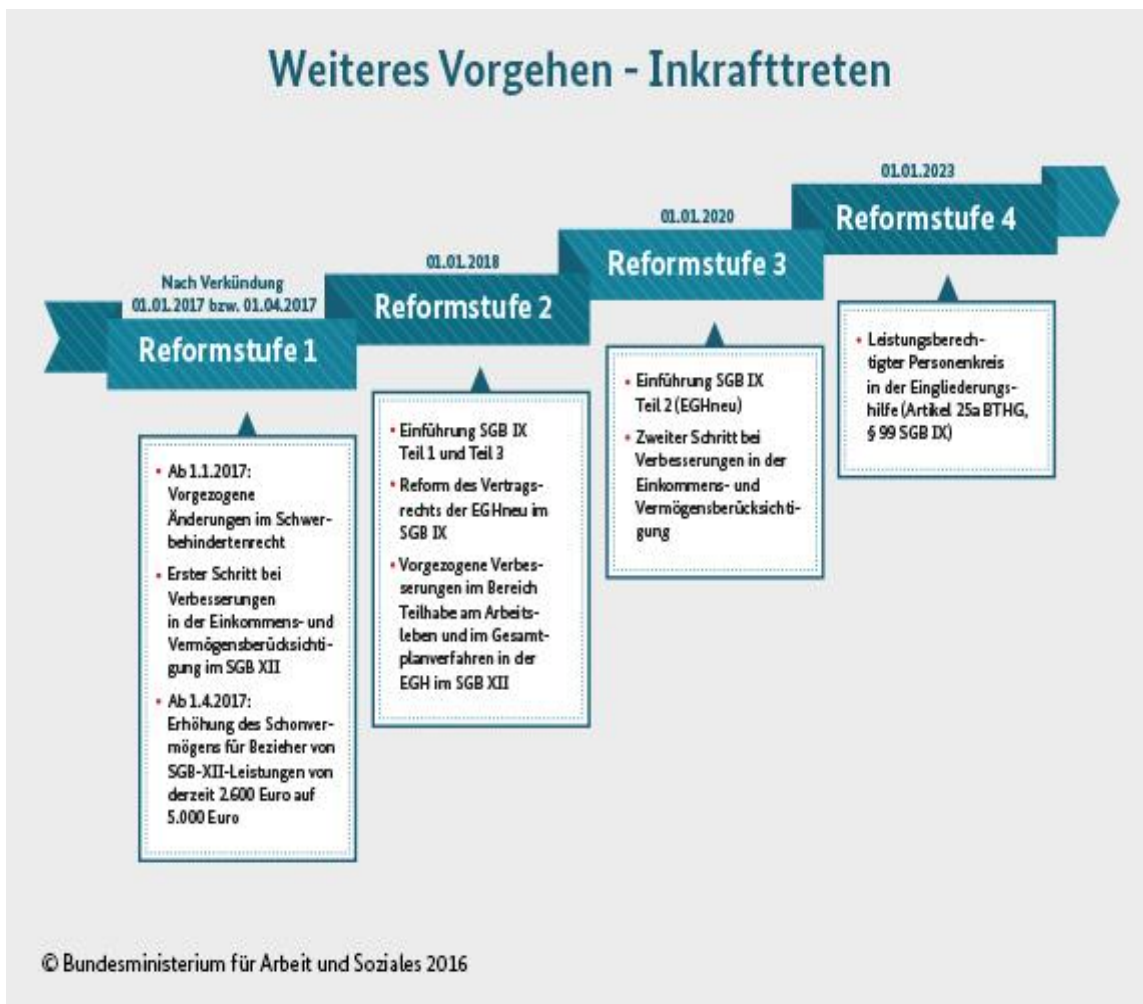 Weiteres Vorgehen - Inkrafttreten
Nach Verkündung
01.01.2017 bzw. 01.04.2017
Reformstufe 1
• Ab 1.1.2017:
Vorgezogene
Änderungen im Schwer-
behindertenrecht
• Erster Schritt bei
Verbesserungen
in der Einkommens- und
Vermögensberücksichti-
gung im SGB XII
• Ab 1.4.2017:
Erhöhung des Schonver-
mögens für Bezieher von
SGB-XII-Leistungen von
derzeit 2.600 Euro auf
5.000 Euro
01.01.2018
Reformstufe 2
• Einführung SGB IX
Teil 1 und Teil 3
• Reform des Vertrags-
rechts der EGHneu im
SGB IX
• Vorgezogene Verbes-
serungen im Bereich
Teilhabe am Arbeits-
leben und im Gesamt-
planverfahren in der
EGH im SGB XII
01.01.2020
Reformstufe 3
• Einführung SGB IX
Teil 2 (EGHneu)
• Zweiter Schritt bei
Verbesserungen in der
Einkommens- und
Vermögensberücksichti-
gung
01.01.2023
Reformstufe 4
• Leistungsberech-
tigter Personenkreis
in der Eingliederungs-
hilfe (Artikel 25a BTHG,
§ 99 SGB IX)
© Bundesministerium für Arbeit und Soziales 2016